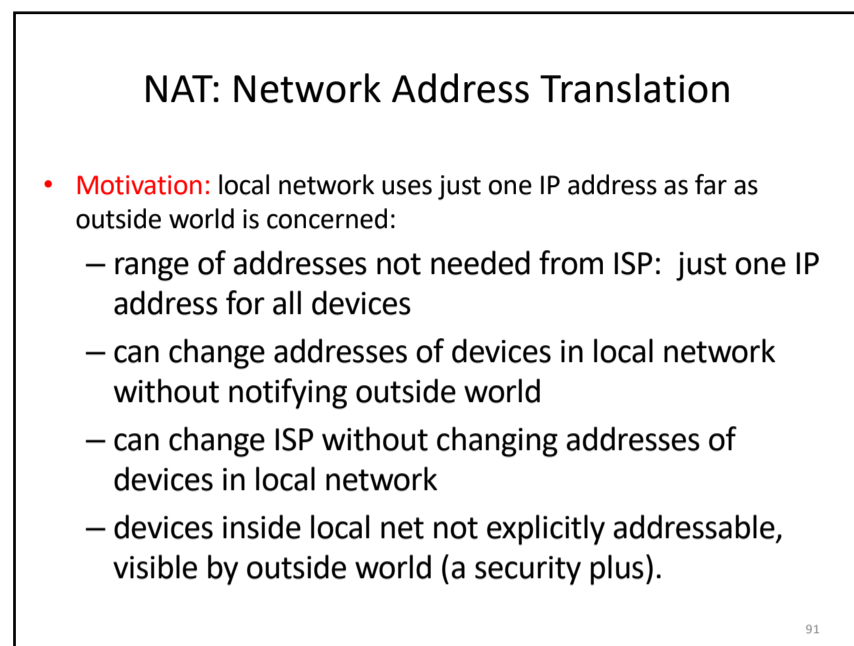 NAT: Network Address Translation
• Motivation: local network uses just one IP address as far as
outside world is concerned:
– range of addresses not needed from ISP:  just one IP
address for all devices
– can change addresses of devices in local network
without notifying outside world
– can change ISP without changing addresses of
devices in local network
– devices inside local net not explicitly addressable,
visible by outside world (a security plus).
91